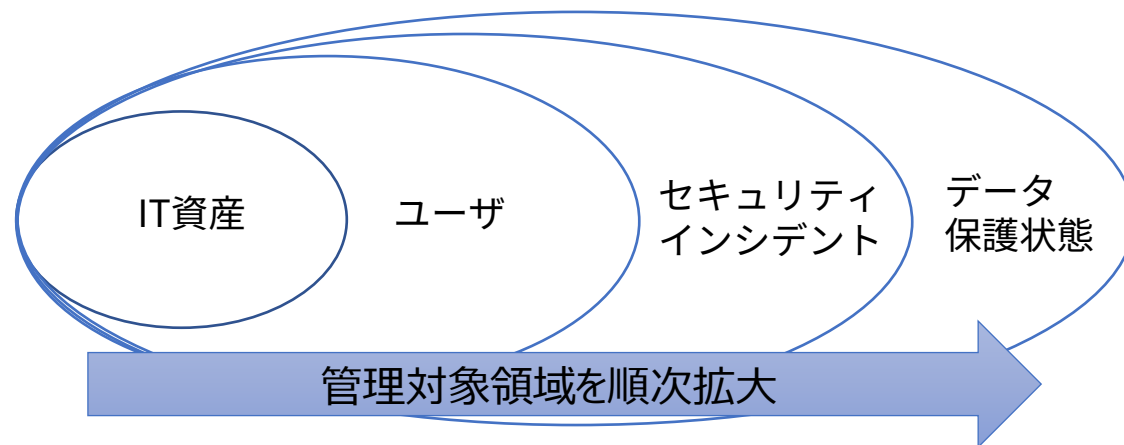 IT資産
ユーザ
セキュリティ
インシデント
データ
保護状態
管理対象領域を順次拡大